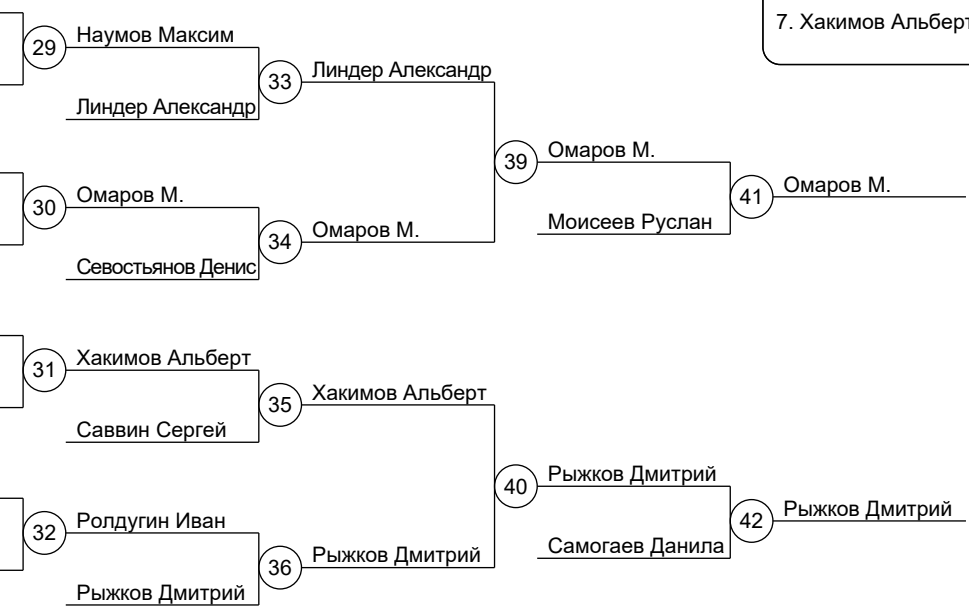 7. Хакимов Альберт
29 Наумов Максим
33 Линдер Александр
Линдер Александр
39 Омаров М.
30 Омаров М.
41 Омаров М.
Моисеев Руслан
34 Омаров М.
Севостьянов Денис
31 Хакимов Альберт
35 Хакимов Альберт
Саввин Сергей
40 Рыжков Дмитрий
32 Ролдугин Иван
42 Рыжков Дмитрий
Самогаев Данила
36 Рыжков Дмитрий
Рыжков Дмитрий